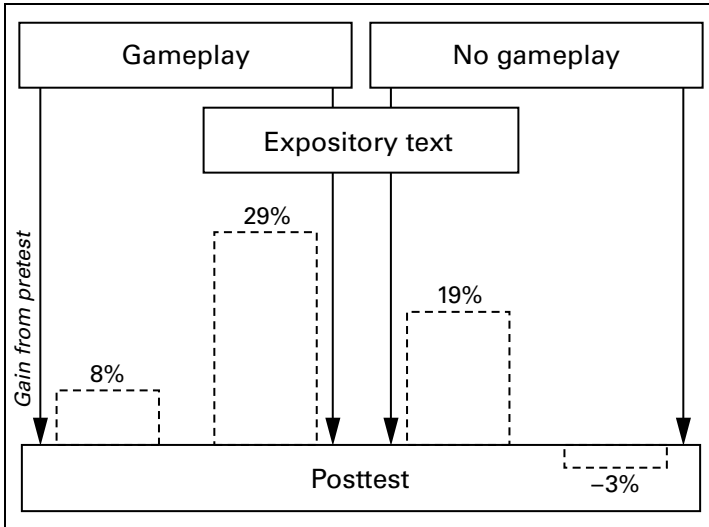 Gameplay
No gameplay
Expository text
29%
19%
8%
Gain from pretest
Posttest
–3%